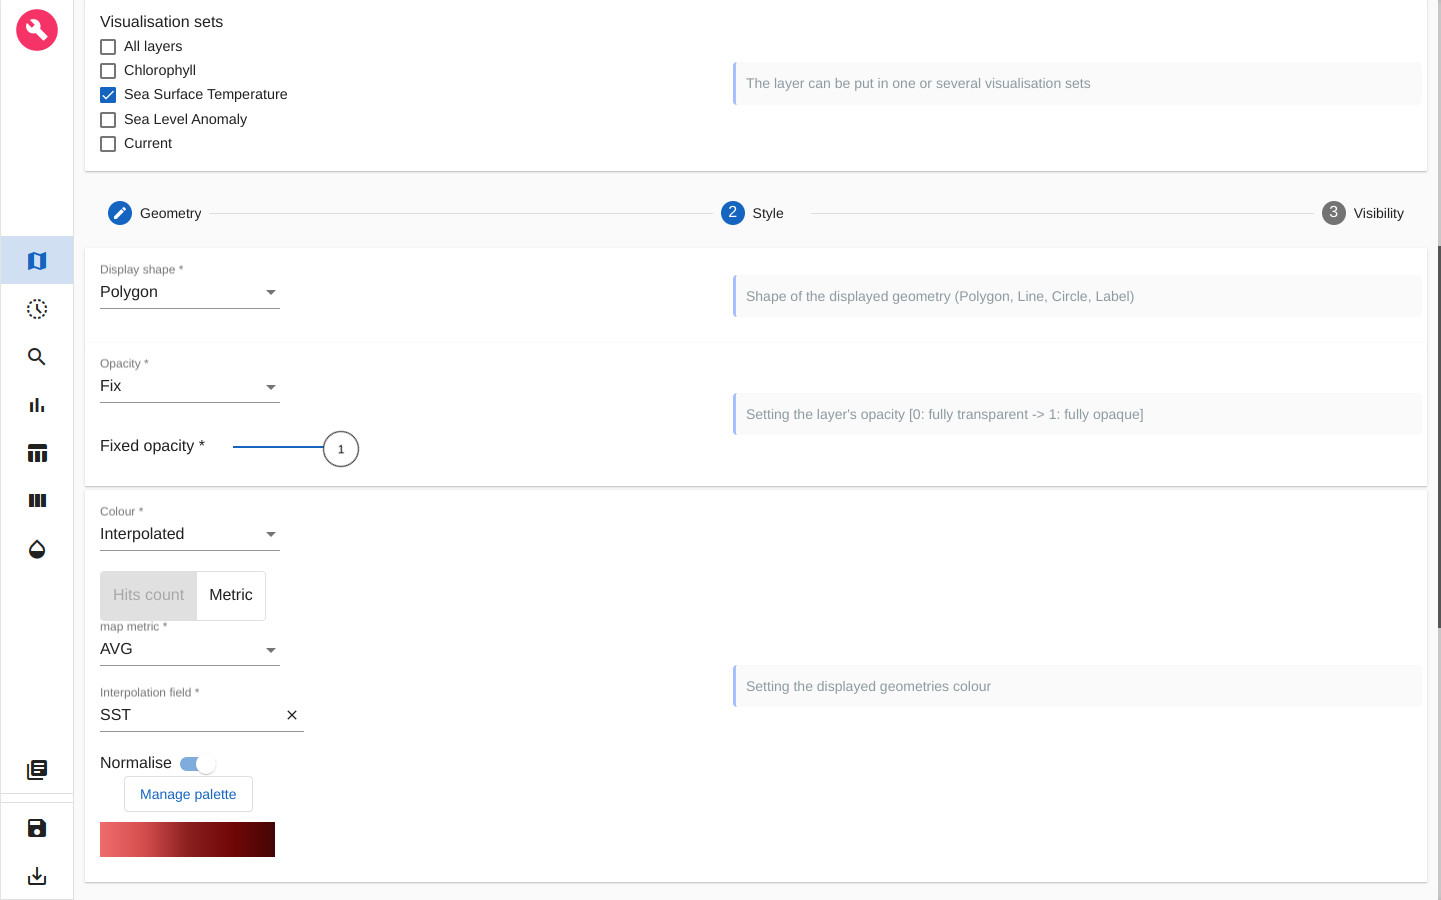 Visualisation sets
All layers
Chlorophyll
Sea Surface Temperature
Sea Level Anomaly
Current
The layer can be put in one or several visualisation sets
Geometry
2 Style
3 Visibility
Display shape *
Polygon
Shape of the displayed geometry (Polygon, Line, Circle, Label)
Opacity *
Fix
Fixed opacity *
1
Setting the layer's opacity [0: fully transparent -> 1: fully opaque]
Colour *
Interpolated
Hits count Metric
map metric *
AVG
Interpolation field *
SST
Normalise
Manage palette
Setting the displayed geometries colour